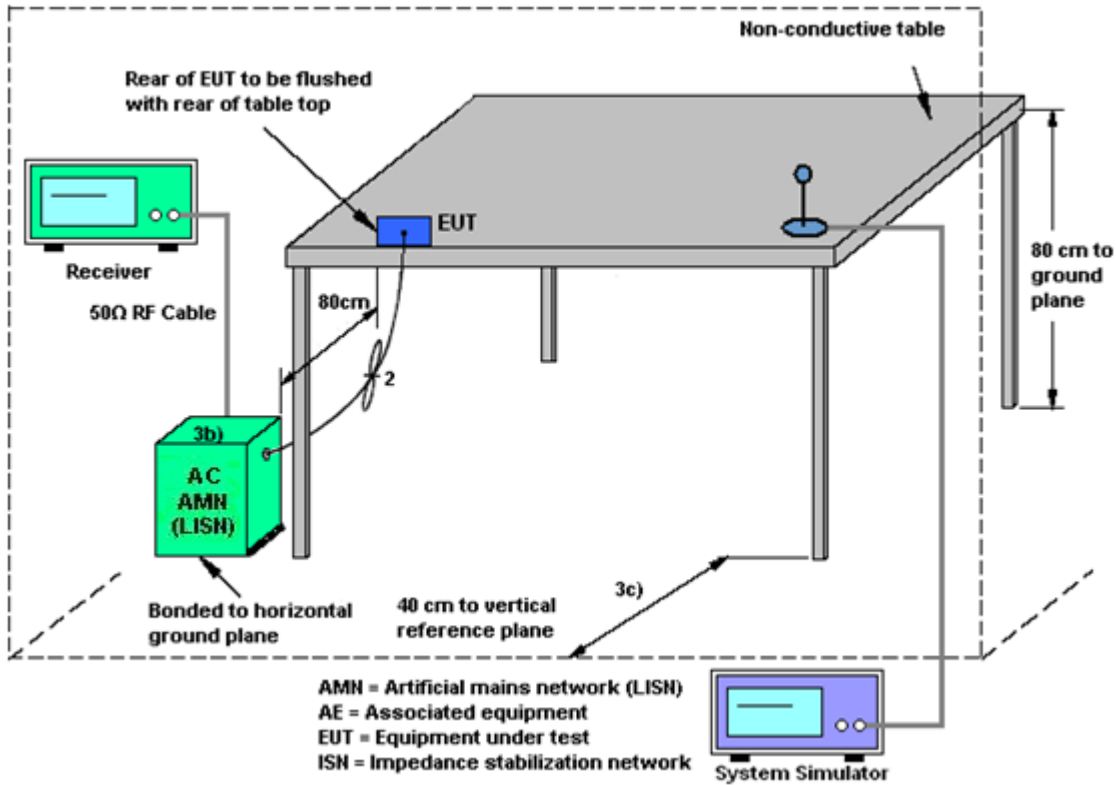 Non-conductive table
Rear of EUT to be flushed
with rear of table top
EUT
Receiver
80cm
80 cm to
ground
plane
50Ω RF Cable
2
3b)
AC
AMN
(LISN)
3c)
Bonded to horizontal
ground plane
40 cm to vertical
reference plane
AMN = Artificial mains network (LISN)
AE = Associated equipment
EUT = Equipment under test
ISN = Impedance stabilization network
System Simulator